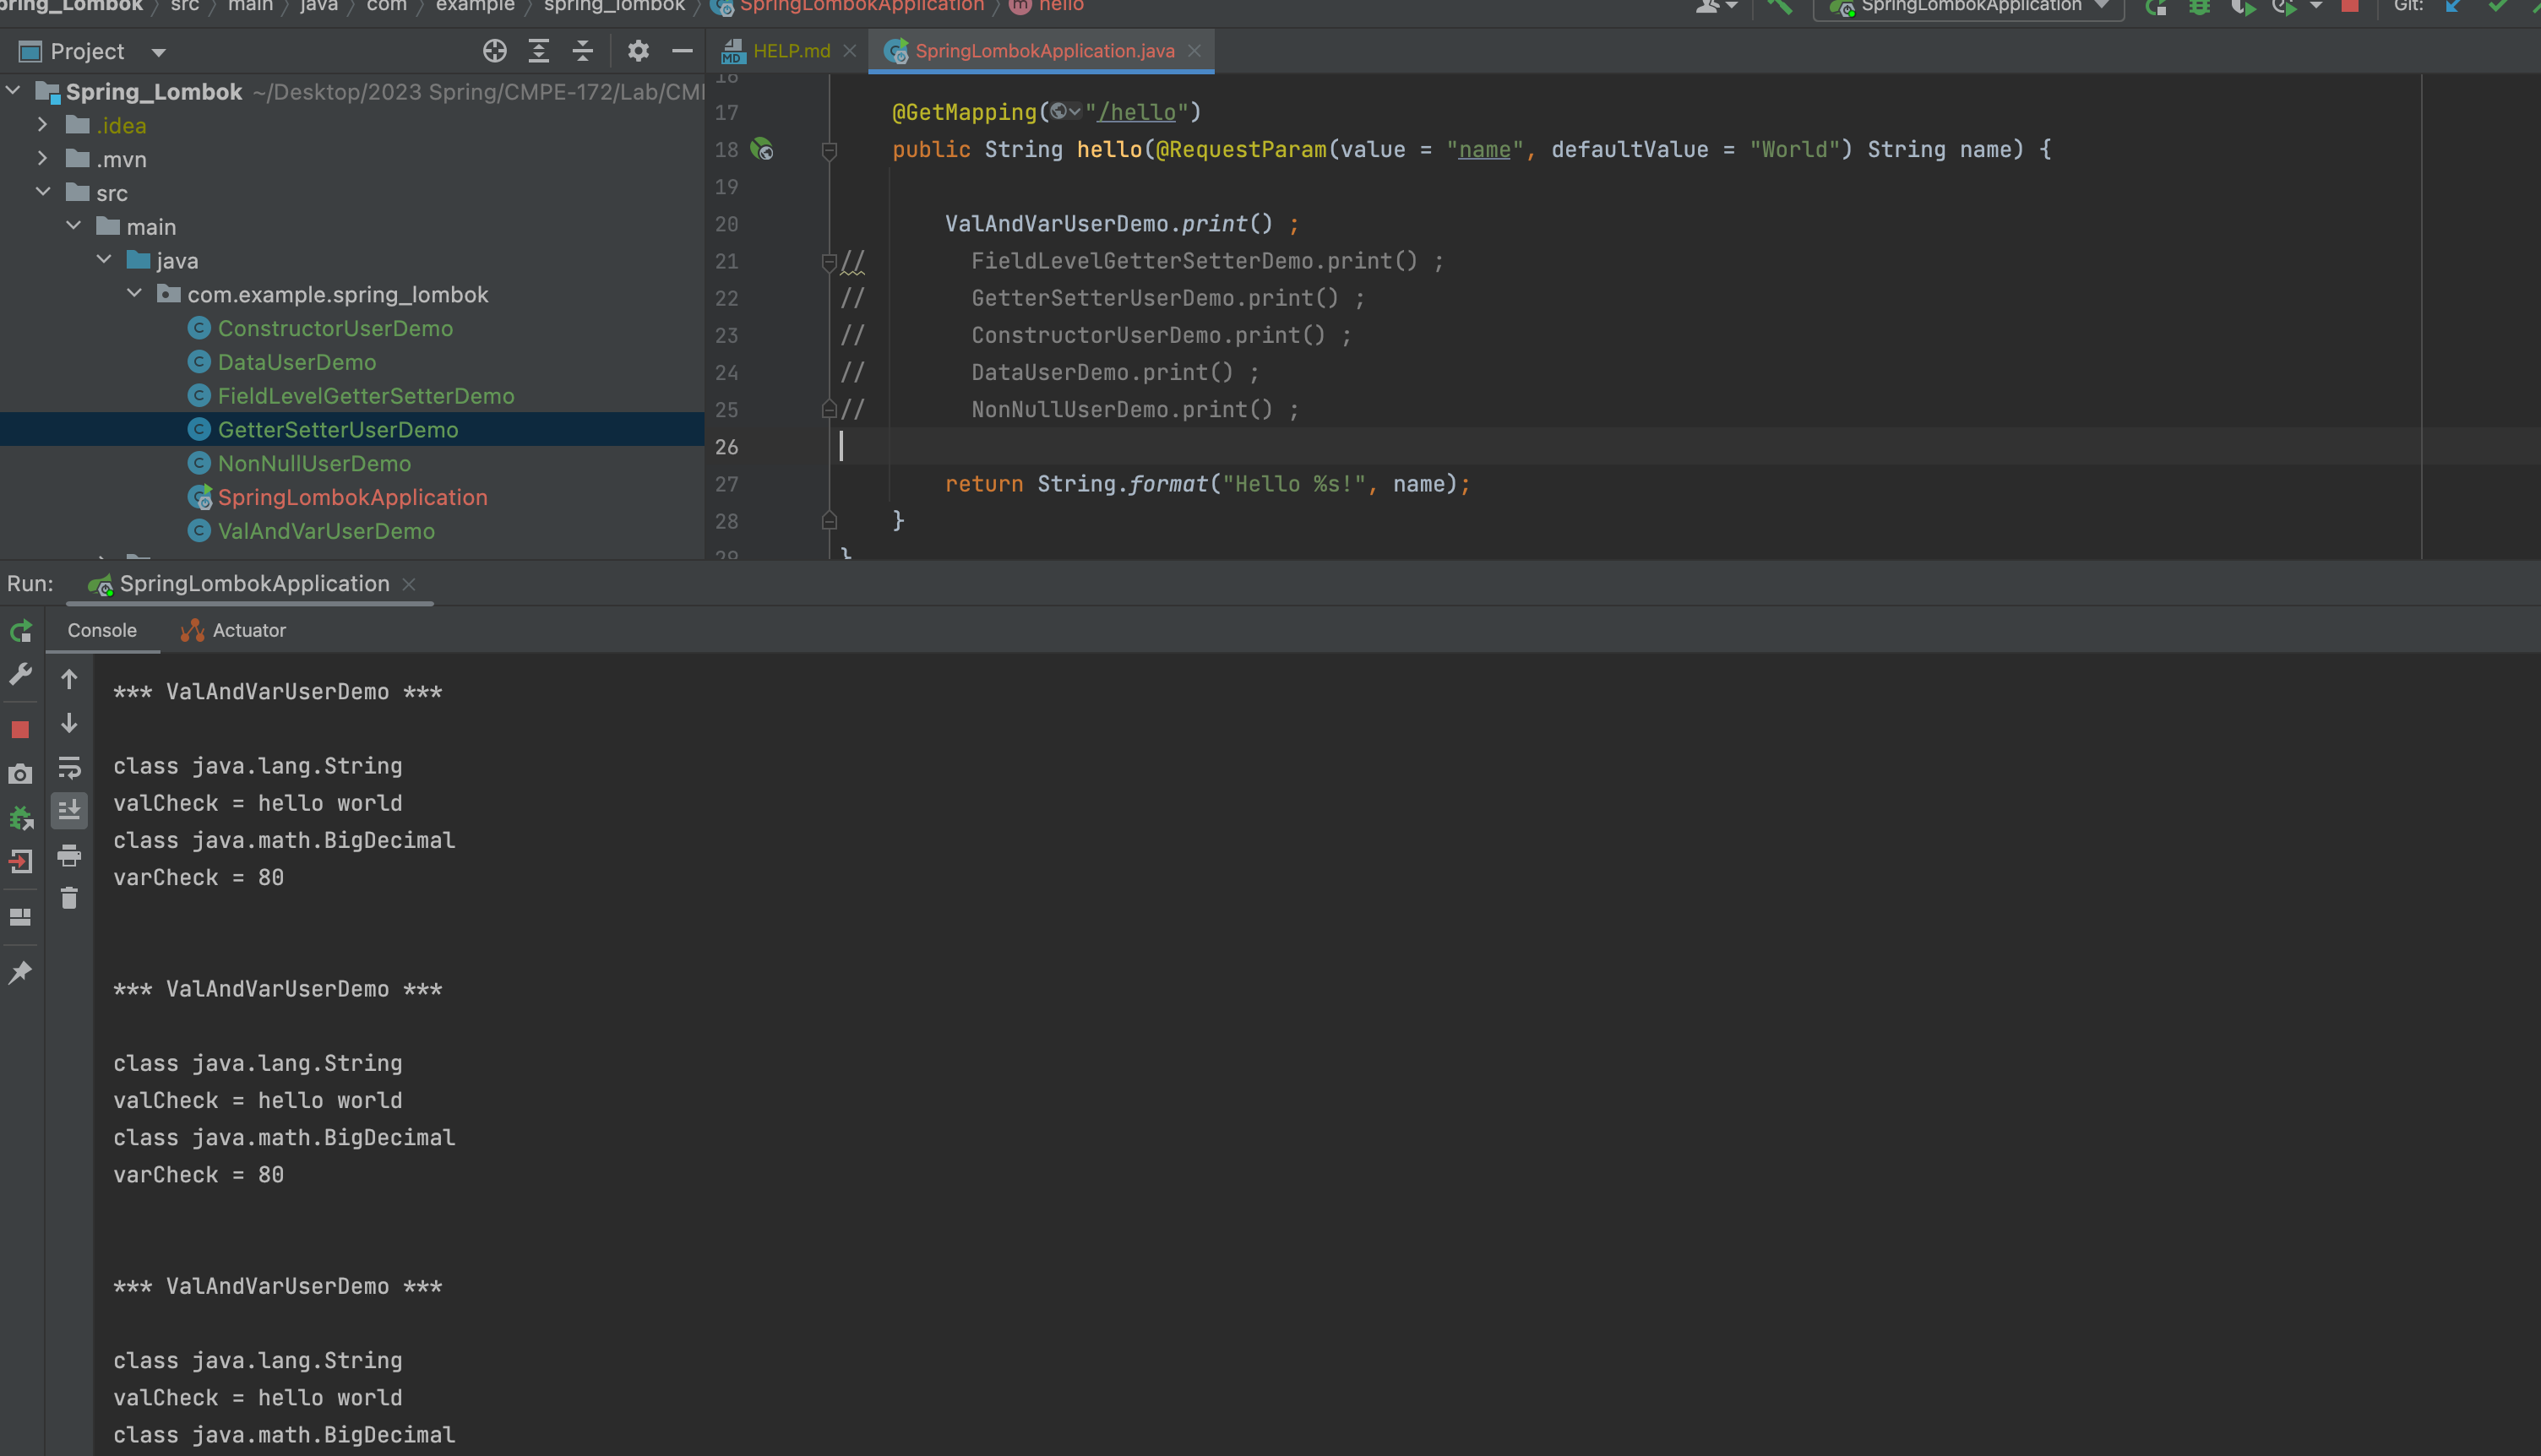 Spring_Lombok src main java com example spring_lombok SpringLombokApplication hello
SpringLombokApplication Git:
Project
HELP.md SpringLombokApplication.java
Spring_Lombok ~/Desktop/2023 Spring/CMPE-172/Lab/CM
.idea
.mvn
src
main
java
com.example.spring_lombok
ConstructorUserDemo
DataUserDemo
FieldLevelGetterSetterDemo
GetterSetterUserDemo
NonNullUserDemo
SpringLombokApplication
ValAndVarUserDemo
16
17 @GetMapping("/hello")
18 public String hello(@RequestParam(value = "name", defaultValue = "World") String name) {
19
20 ValAndVarUserDemo.print() ;
21 // FieldLevelGetterSetterDemo.print() ;
22 // GetterSetterUserDemo.print() ;
23 // ConstructorUserDemo.print() ;
24 // DataUserDemo.print() ;
25 // NonNullUserDemo.print() ;
26
27 return String.format("Hello %s!", name);
28 }
29 }
Run: SpringLombokApplication
Console Actuator
*** ValAndVarUserDemo ***
class java.lang.String
valCheck = hello world
class java.math.BigDecimal
varCheck = 80
*** ValAndVarUserDemo ***
class java.lang.String
valCheck = hello world
class java.math.BigDecimal
varCheck = 80
*** ValAndVarUserDemo ***
class java.lang.String
valCheck = hello world
class java.math.BigDecimal